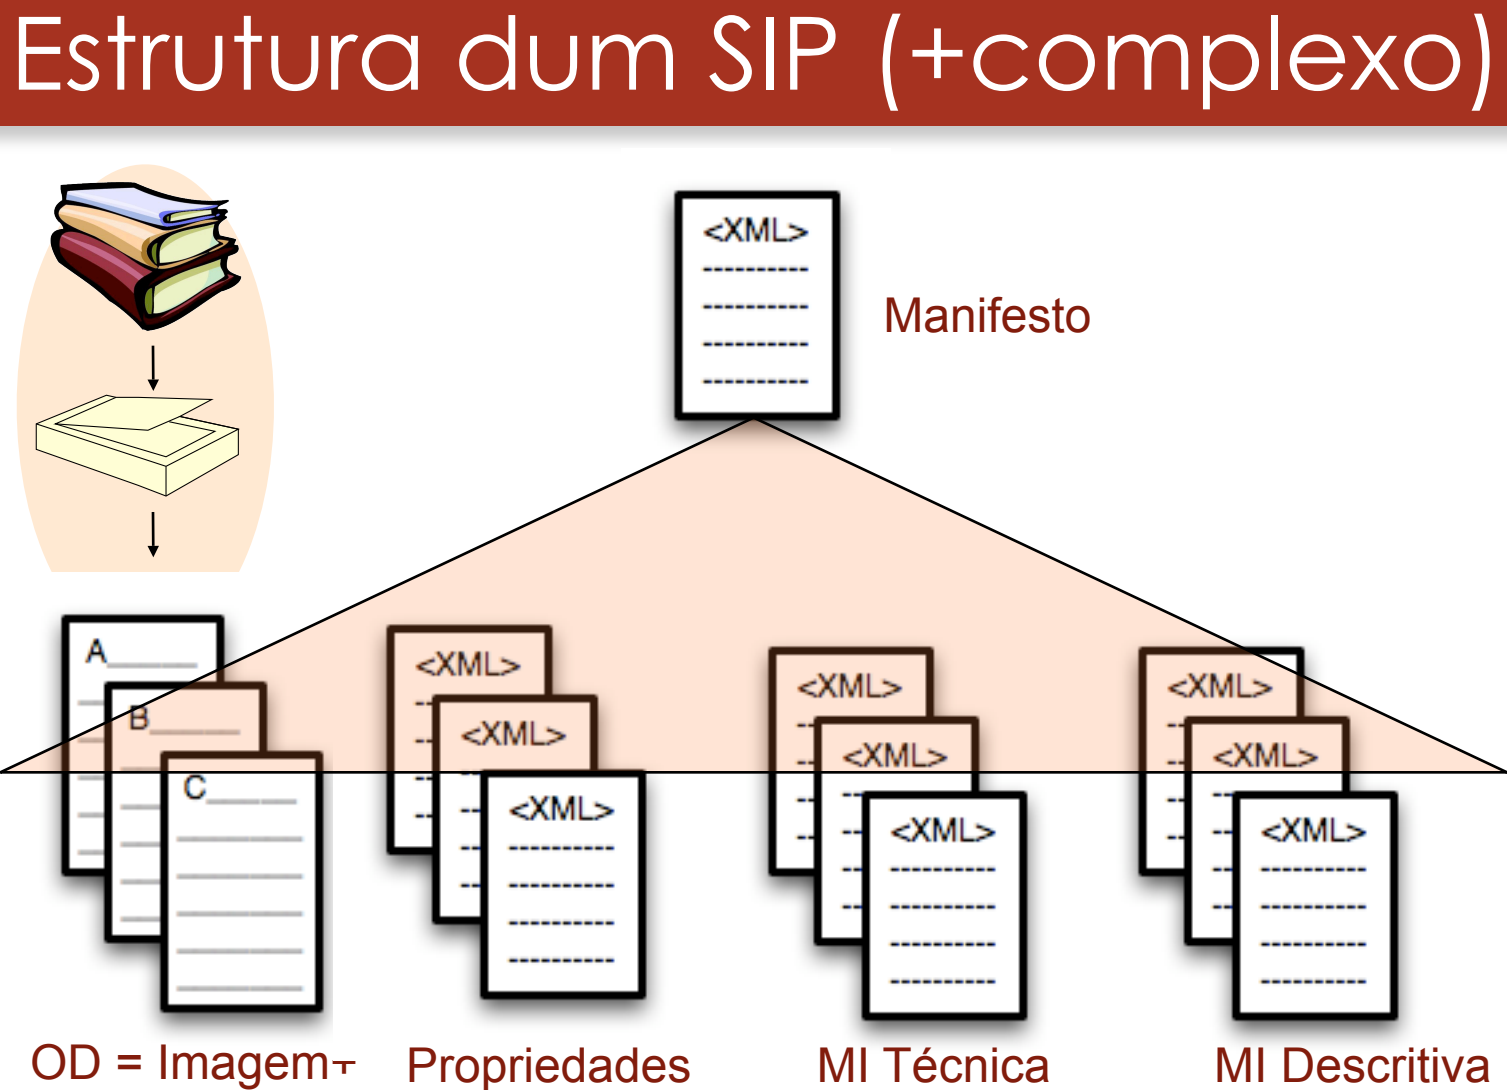 Estrutura dum SIP (+complexo)
<XML>
Manifesto
A
B
C
<XML>
<XML>
<XML>
<XML>
<XML>
<XML>
<XML>
<XML>
<XML>
OD = Imagem+
Propriedades
MI Técnica
MI Descritiva